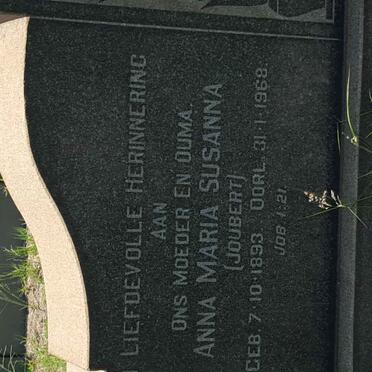 LIEFDEVOLLE HERINNERING
AAN
ONS MOEDER EN OUMA.
ANNA MARIA SUSANNA
(JOUBERT)
GEB. 7.10.1893 OORL. 31.1.1968.
JOB 1:21.